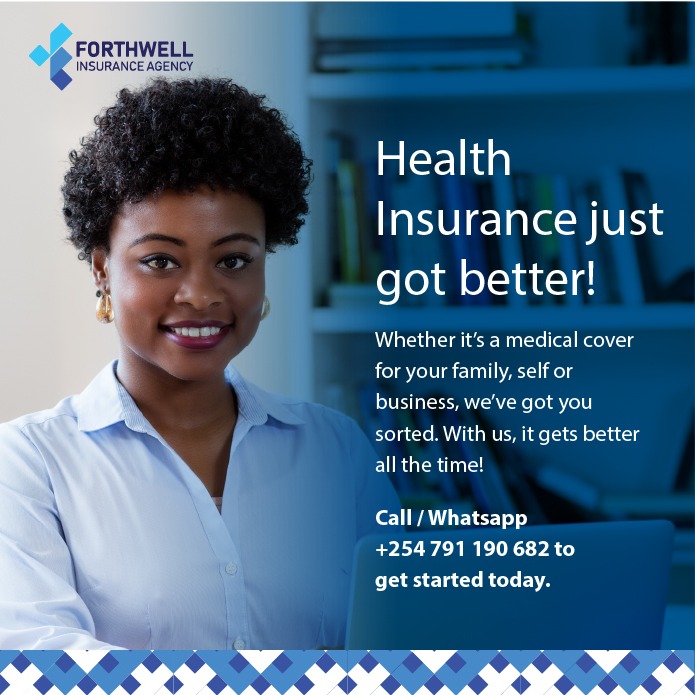 FORTHWELL
INSURANCE AGENCY
Health
Insurance just
got better!
Whether it’s a medical cover
for your family, self or
business, we’ve got you
sorted. With us, it gets better
all the time!
Call / Whatsapp
+254 791 190 682 to
get started today.